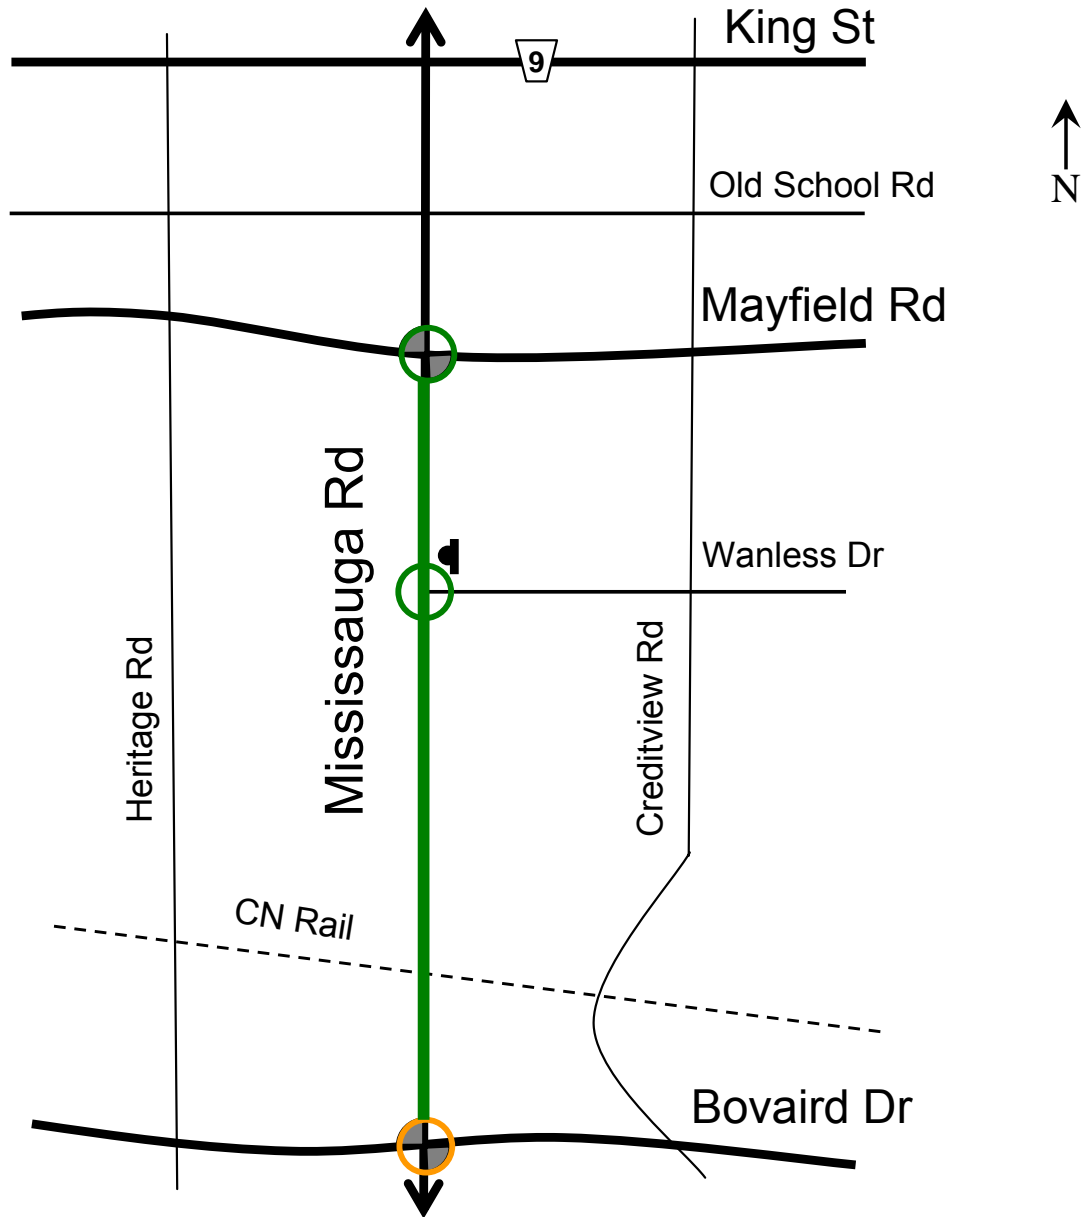 King St
9
Old School Rd
N
Mayfield Rd
Mississauga Rd
Wanless Dr
Heritage Rd
Creditview Rd
CN Rail
Bovaird Dr